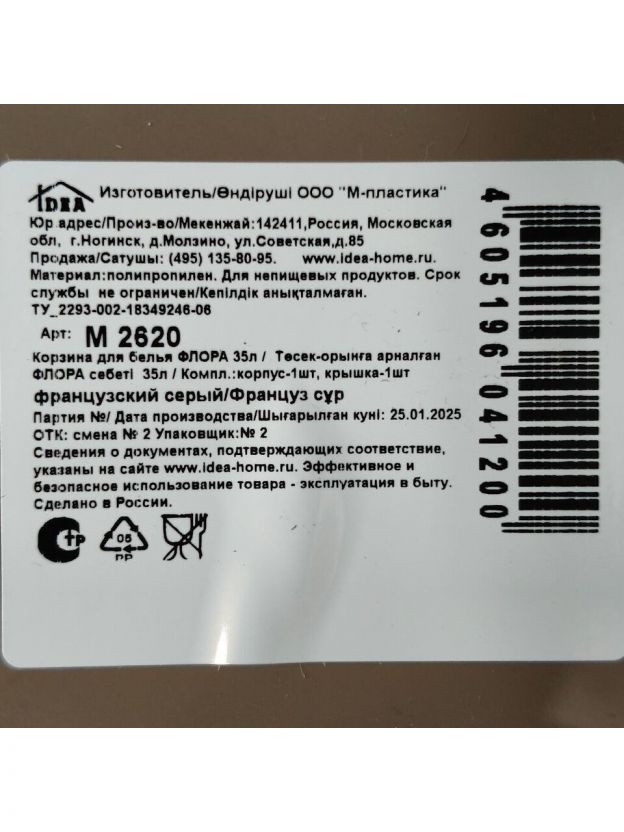 IDEA Изготовитель/Өндіруші ООО "М-пластика"
Юр адрес/Произ-во/Мекенжай:142411,Россия, Московская
обл, г.Ногинск, д.Молзино, ул.Советская,д.85
Продажа/Сатушы: (495) 135-80-95. www.idea-home.ru.
Материал:полипропилен. Для непищевых продуктов. Срок
службы не ограничен/Кепілдік анықталмаған.
ТУ_2293-002-18349246-06
Арт: М 2620
Корзина для белья ФЛОРА 35л / Төсек-орынға арналған
ФЛОРА себеті 35л / Компл.:корпус-1шт, крышка-1шт
французский серый/Француз сұр
Партия №/ Дата производства/Шығарылған күні: 25.01.2025
ОТК: смена № 2 Упаковщик:№ 2
Сведения о документах, подтверждающих соответствие,
указаны на сайте www.idea-home.ru. Эффективное и
безопасное использование товара - эксплуатация в быту.
Сделано в России.
СТР
05
PP
4605196041200